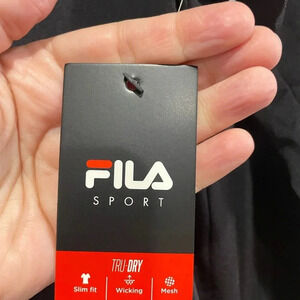 FILA
SPORT
TRU-DRY
Slim fit Wicking Mesh